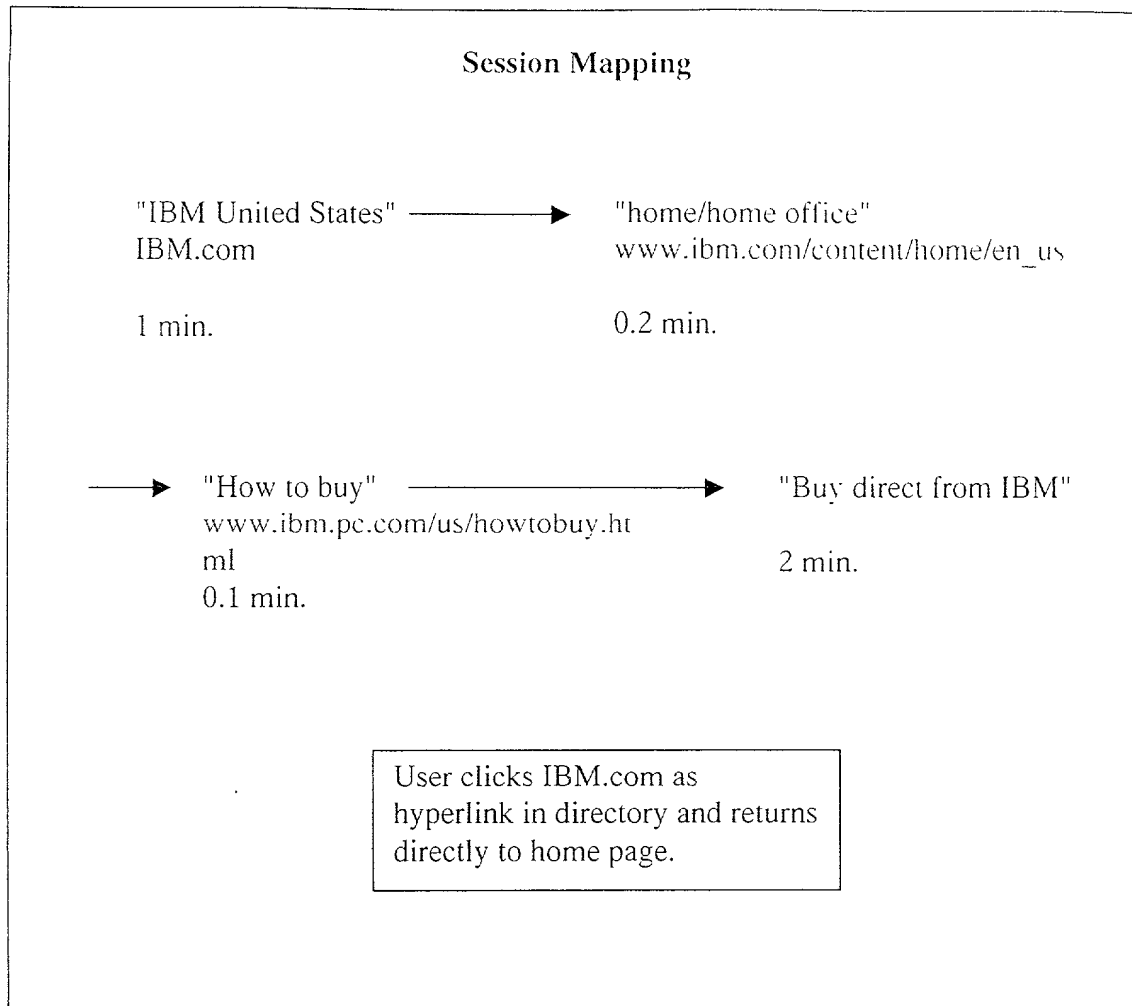 Session Mapping
"IBM United States"
IBM.com
1 min.
"home/home office"
www.ibm.com/content/home/en_us
0.2 min.
"How to buy"
www.ibm.pc.com/us/howtobuy.ht
ml
0.1 min.
"Buy direct from IBM"
2 min.
User clicks IBM.com as
hyperlink in directory and returns
directly to home page.